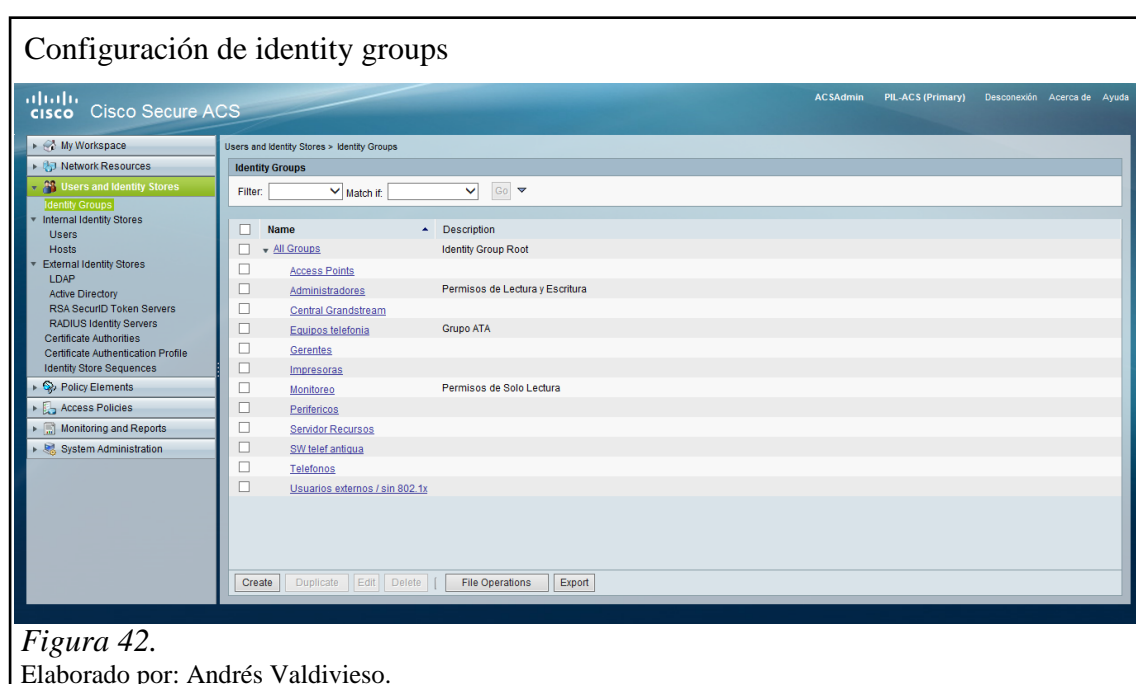 Configuración de identity groups
CISCO Cisco Secure ACS
ACSAdmin PIL-ACS (Primary) Desconexión Acerca de Ayuda
My Workspace
Network Resources
Users and Identity Stores
Identity Groups
Internal Identity Stores
Users
Hosts
External Identity Stores
LDAP
Active Directory
RSA SecurID Token Servers
RADIUS Identity Servers
Certificate Authorities
Certificate Authentication Profile
Identity Store Sequences
Policy Elements
Access Policies
Monitoring and Reports
System Administration
Users and Identity Stores > Identity Groups
Identity Groups
Filter: Match if: Go
Name Description
All Groups Identity Group Root
Access Points
Administradores Permisos de Lectura y Escritura
Central Grandstream
Equipos telefonia Grupo ATA
Gerentes
Impresoras
Monitoreo Permisos de Solo Lectura
Perifericos
Servidor Recursos
SW telef antigua
Telefonos
Usuarios externos / sin 802.1x
Create Duplicate Edit Delete | File Operations Export
Figura 42.
Elaborado por: Andrés Valdivieso.